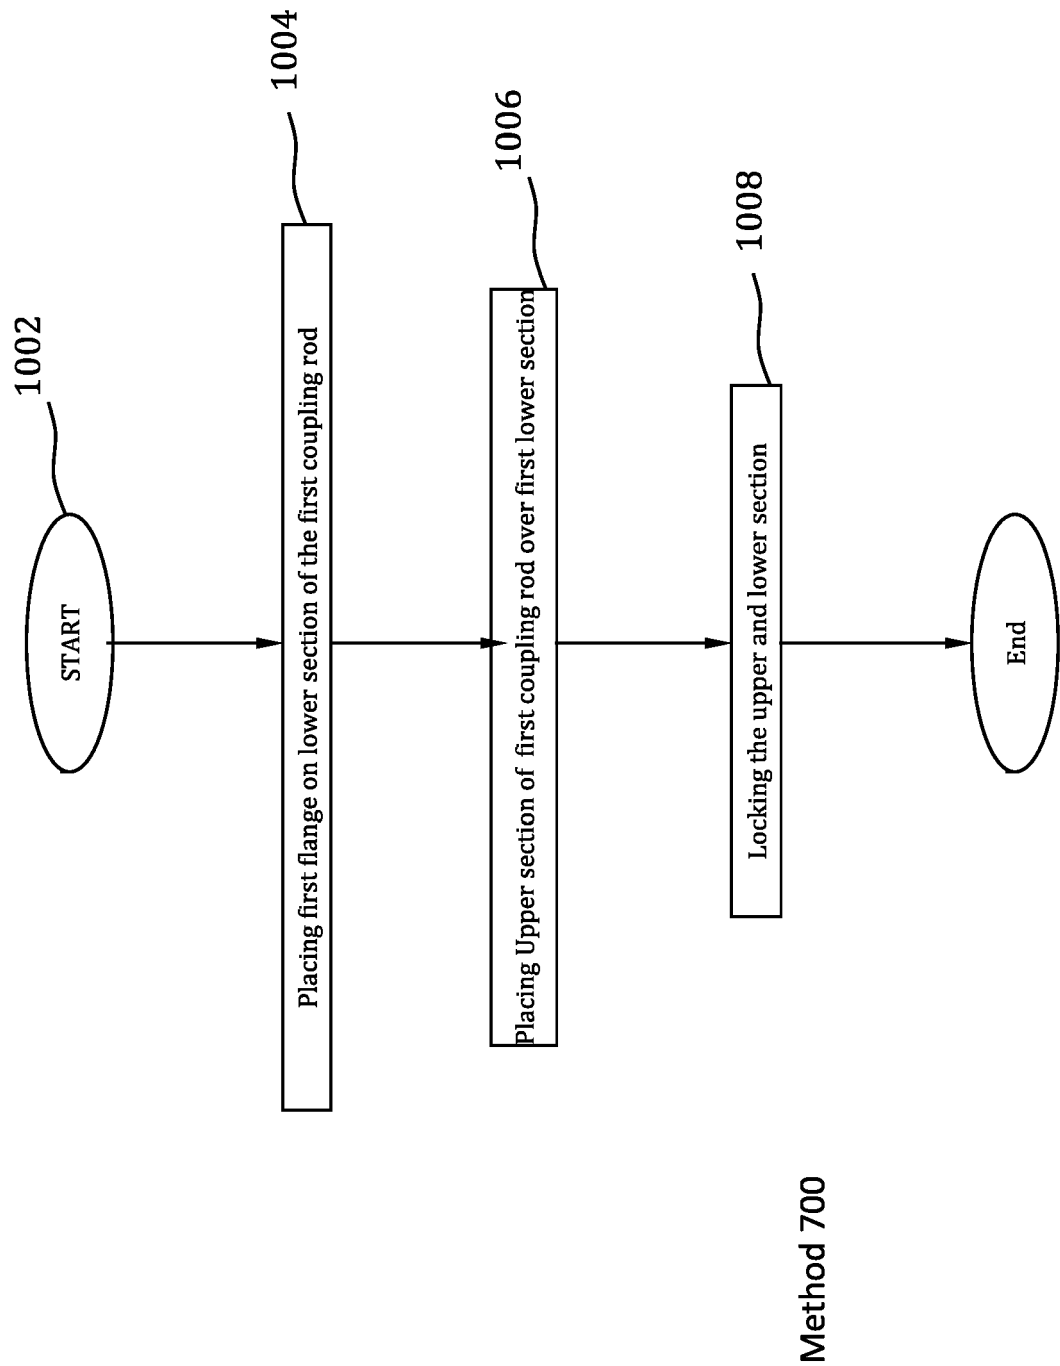 START
1002
Placing first flange on lower section of the first coupling rod
1004
Placing Upper section of first coupling rod over first lower section
1006
Locking the upper and lower section
1008
End
Method 700